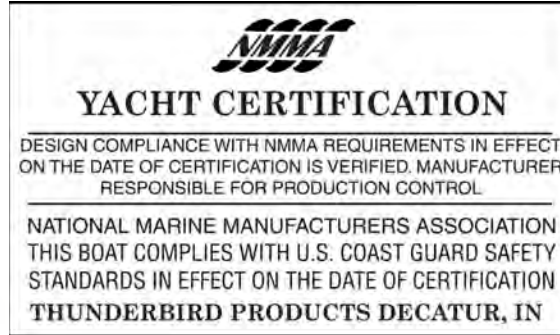 NMMA
YACHT CERTIFICATION
DESIGN COMPLIANCE WITH NMMA REQUIREMENTS IN EFFECT
ON THE DATE OF CERTIFICATION IS VERIFIED. MANUFACTURER
RESPONSIBLE FOR PRODUCTION CONTROL
NATIONAL MARINE MANUFACTURERS ASSOCIATION
THIS BOAT COMPLIES WITH U.S. COAST GUARD SAFETY
STANDARDS IN EFFECT ON THE DATE OF CERTIFICATION
THUNDERBIRD PRODUCTS DECATUR, IN